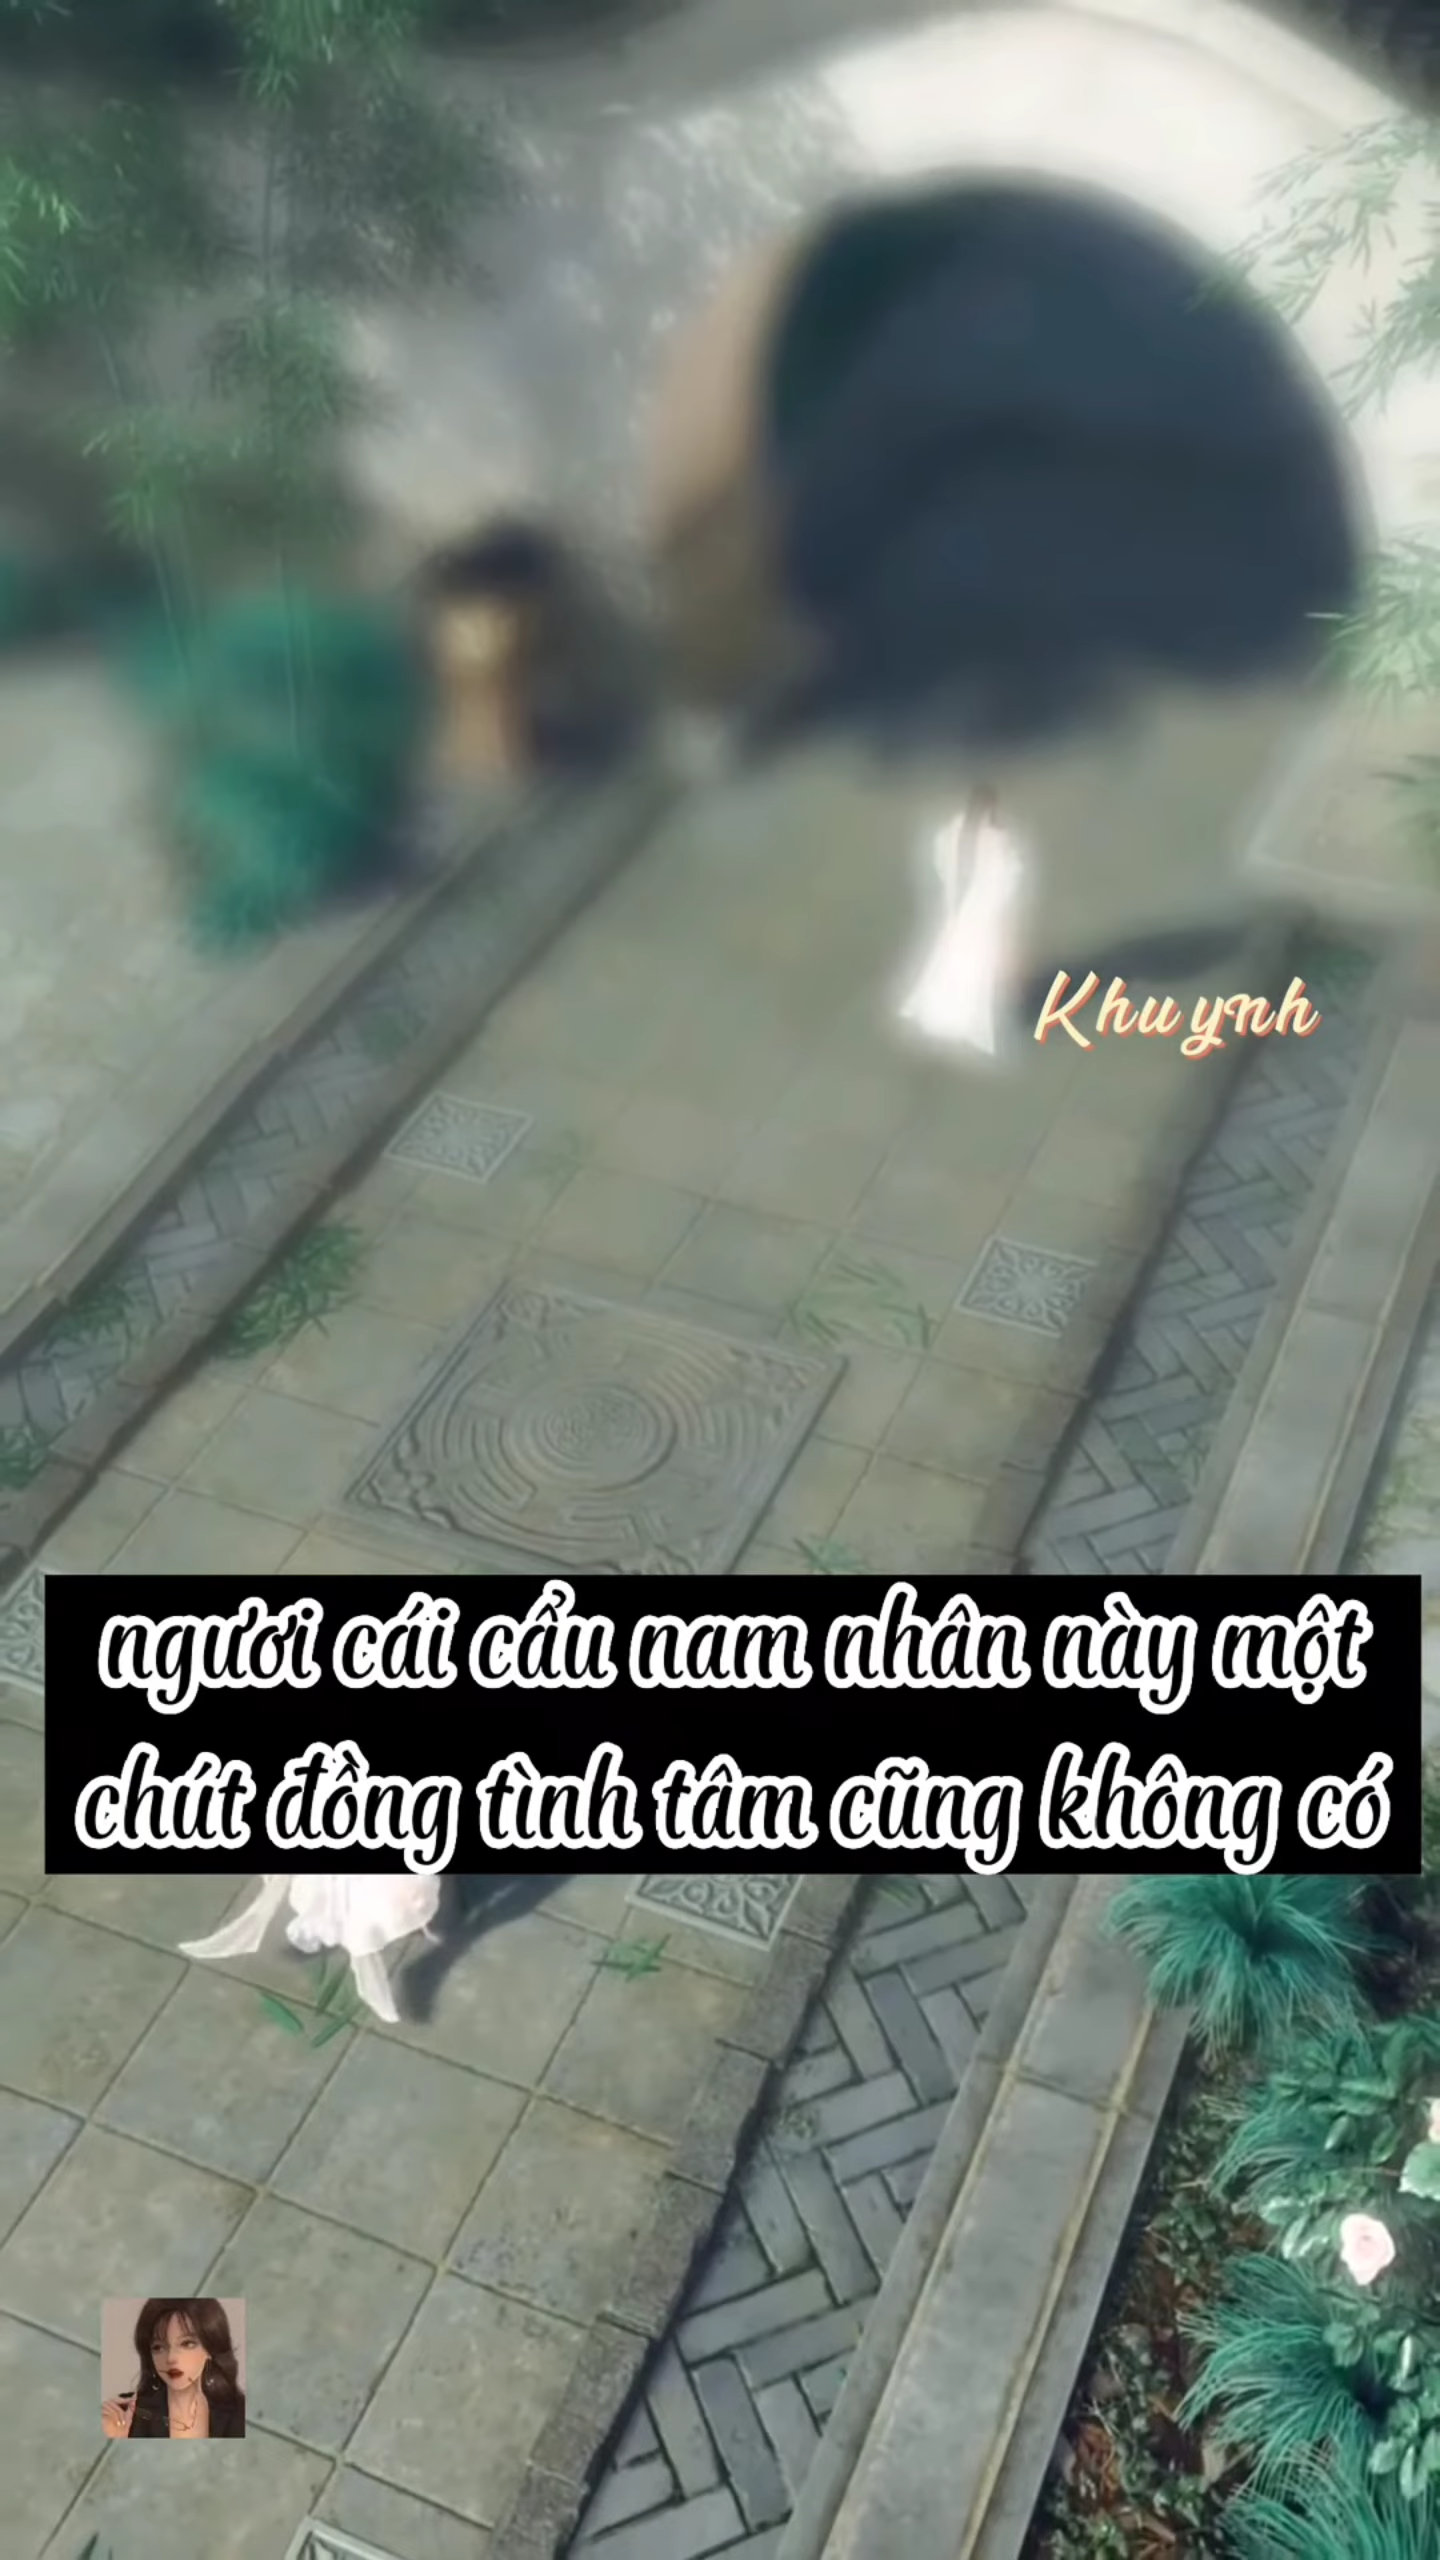 Khuynh
ngươi cái cẩu nam nhân này một
chút đồng tình tâm cũng không có